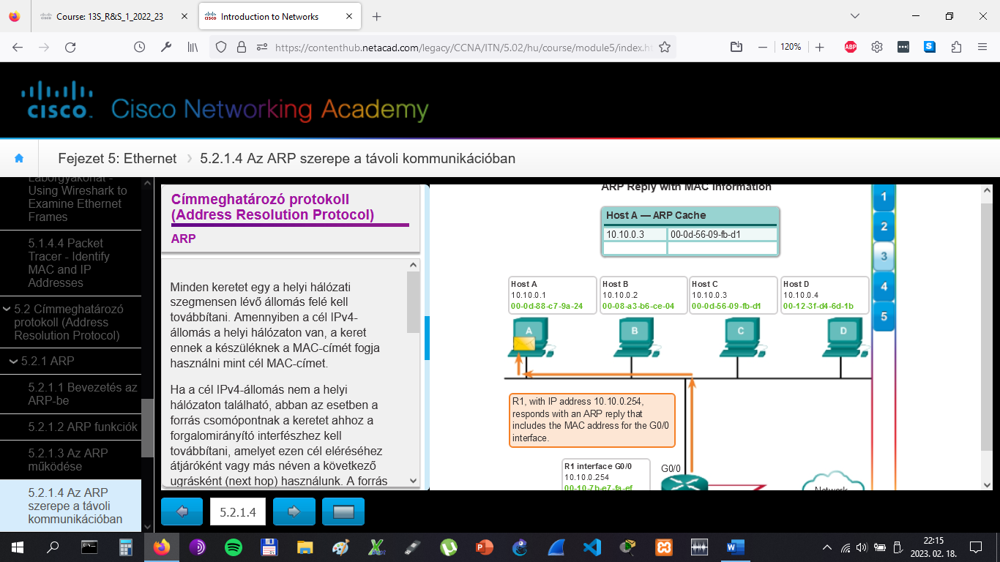 Course: 13S_R&S_1_2022_23
Introduction to Networks
https://contenthub.netacad.com/legacy/CCNA/ITN/5.02/hu/course/module5/index.h
120%
ABP
S
cisco
CISCO.
Cisco Networking Academy
Fejezet 5: Ethernet
5.2.1.4 Az ARP szerepe a távoli kommunikációban
Laborgyakorlat -
Using Wireshark to
Examine Ethernet
Frames
5.1.4.4 Packet
Tracer - Identify
MAC and IP
Addresses
5.2 Címmeghatározó
protokoll (Address
Resolution Protocol)
5.2.1 ARP
5.2.1.1 Bevezetés az
ARP-be
5.2.1.2 ARP funkciók
5.2.1.3 Az ARP
működése
5.2.1.4 Az ARP
szerepe a távoli
kommunikációban
Címmeghatározó protokoll
(Address Resolution Protocol)
ARP
Minden keretet egy a helyi hálózati
szegmensen lévő állomás felé kell
továbbítani. Amennyiben a cél IPv4-
állomás a helyi hálózaton van, a keret
ennek a készüléknek a MAC-címét fogja
használni mint cél MAC-címet.
Ha a cél IPv4-állomás nem a helyi
hálózaton található, abban az esetben a
forrás csomópontnak a keretet ahhoz a
forgalomirányító interfészhez kell
továbbítani, amelyet ezen cél eléréséhez
átjáróként vagy más néven a következő
ugrásként (next hop) használunk. A forrás
5.2.1.4
ARP Reply with MAC Information
Host A — ARP Cache
10.10.0.3 00-0d-56-09-fb-d1
Host A
10.10.0.1
00-0d-88-c7-9a-24
Host B
10.10.0.2
00-08-a3-b6-ce-04
Host C
10.10.0.3
00-0d-56-09-fb-d1
Host D
10.10.0.4
00-12-3f-d4-6d-1b
A
B
C
D
R1, with IP address 10.10.0.254,
responds with an ARP reply that
includes the MAC address for the G0/0
interface.
R1 interface G0/0
10.10.0.254
00-10-7b-e7-fa-ef
G0/0
Network
1
2
3
4
5
22:15
2023. 02. 18.